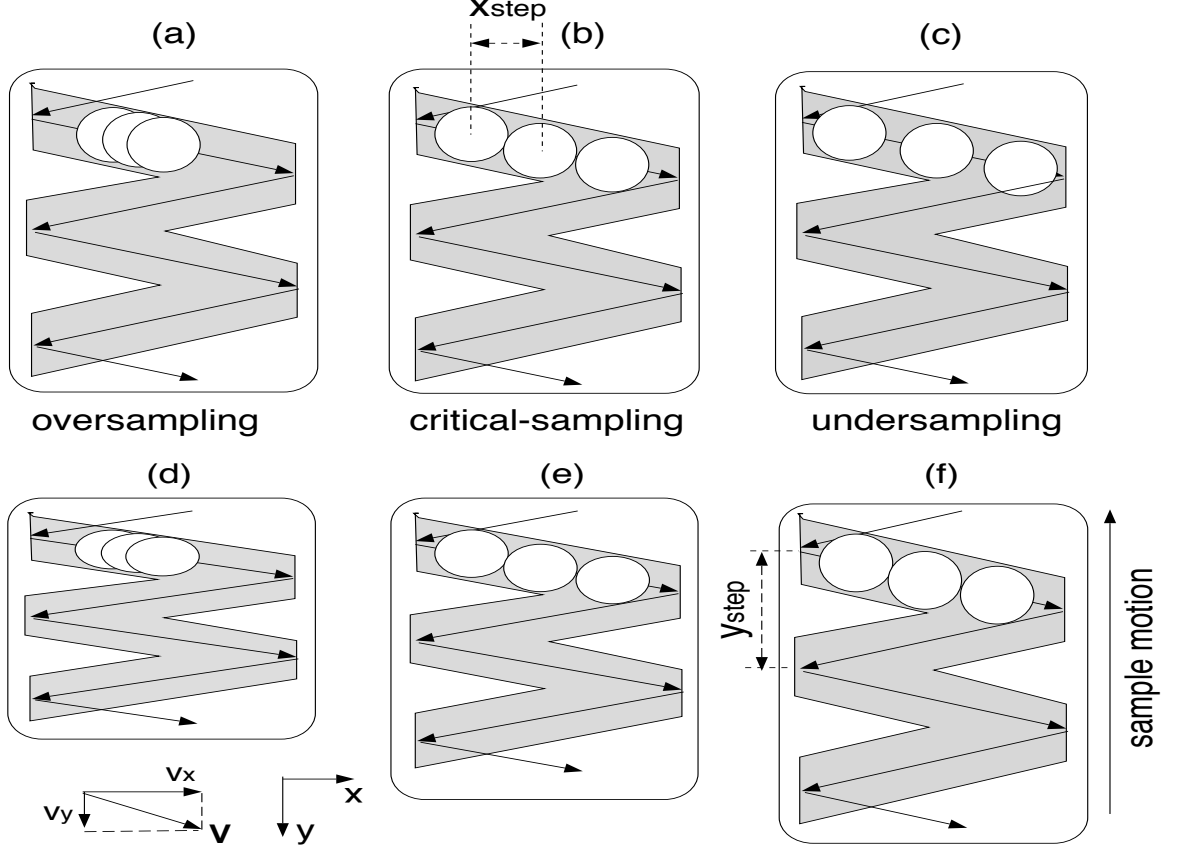 xstep
(a)
(b)
(c)
oversampling
critical-sampling
undersampling
(d)
(e)
(f)
ystep
sample motion
vx
vy
v
x
y